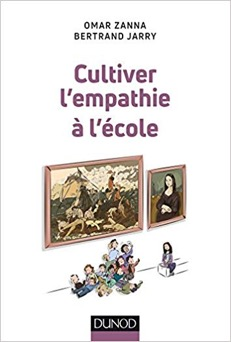 OMAR ZANNA
BERTRAND JARRY
Cultiver
l'empathie
à l'école
DUNOD